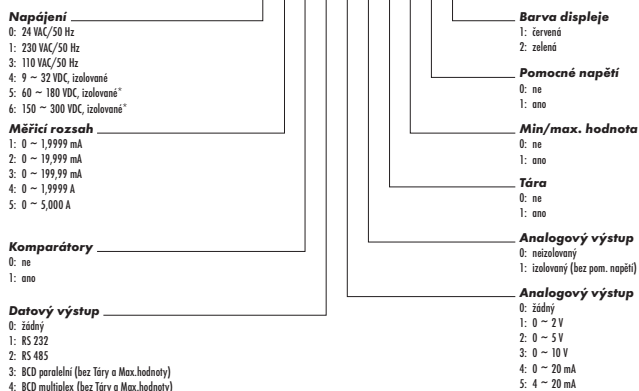 Napájení
0: 24 VAC/50 Hz
1: 230 VAC/50 Hz
3: 110 VAC/50 Hz
4: 9 ~ 32 VDC, izolované
5: 60 ~ 180 VDC, izolované*
6: 150 ~ 300 VDC, izolované*
Měřicí rozsah
1: 0 ~ 1,9999 mA
2: 0 ~ 19,999 mA
3: 0 ~ 199,99 mA
4: 0 ~ 1,9999 A
5: 0 ~ 5,000 A
Komparátory
0: ne
1: ano
Datový výstup
0: žádný
1: RS 232
2: RS 485
3: BCD paralelní (bez Táry a Max.hodnoty)
4: BCD multiplex (bez Táry a Max.hodnoty)
Barva displeje
1: červená
2: zelená
Pomocné napětí
0: ne
1: ano
Min/max. hodnota
0: ne
1: ano
Tára
0: ne
1: ano
Analogový výstup
0: neizolovaný
1: izolovaný (bez pom. napětí)
Analogový výstup
0: žádný
1: 0 ~ 2 V
2: 0 ~ 5 V
3: 0 ~ 10 V
4: 0 ~ 20 mA
5: 4 ~ 20 mA